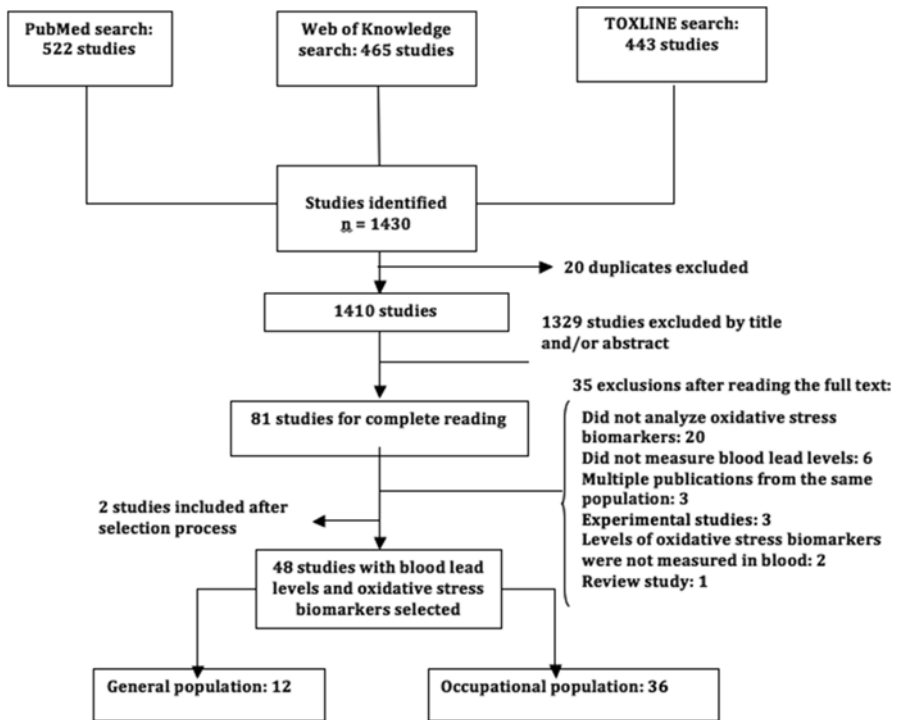 PubMed search:
522 studies
Web of Knowledge
search: 465 studies
TOXLINE search:
443 studies
Studies identified
n = 1430
20 duplicates excluded
1410 studies
1329 studies excluded by title
and/or abstract
81 studies for complete reading
35 exclusions after reading the full text:
Did not analyze oxidative stress
biomarkers: 20
Did not measure blood lead levels: 6
Multiple publications from the same
population: 3
Experimental studies: 3
Levels of oxidative stress biomarkers
were not measured in blood: 2
Review study: 1
2 studies included after
selection process
48 studies with blood lead
levels and oxidative stress
biomarkers selected
General population: 12
Occupational population: 36